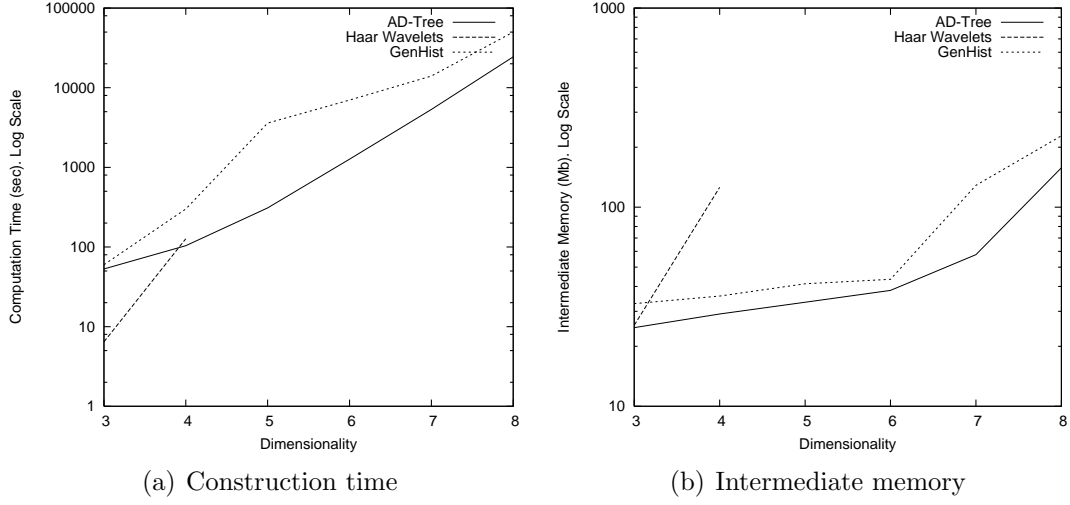 100000
10000
1000
100
10
1
3 4 5 6 7 8
Computation Time (sec). Log Scale
Dimensionality
AD-Tree
Haar Wavelets
GenHist
(a) Construction time
1000
100
10
3 4 5 6 7 8
Intermediate Memory (Mb). Log Scale
Dimensionality
AD-Tree
Haar Wavelets
GenHist
(b) Intermediate memory